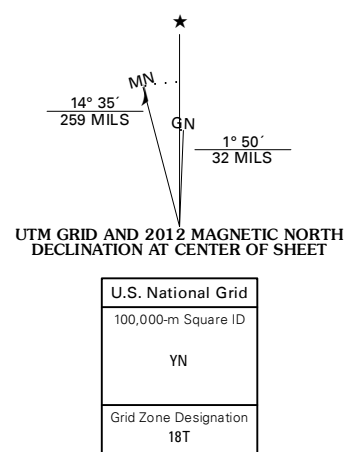 ★
MN
GN
14° 35´
259 MILS
1° 50´
32 MILS
UTM GRID AND 2012 MAGNETIC NORTH
DECLINATION AT CENTER OF SHEET
U.S. National Grid
100,000-m Square ID
YN
Grid Zone Designation
18T